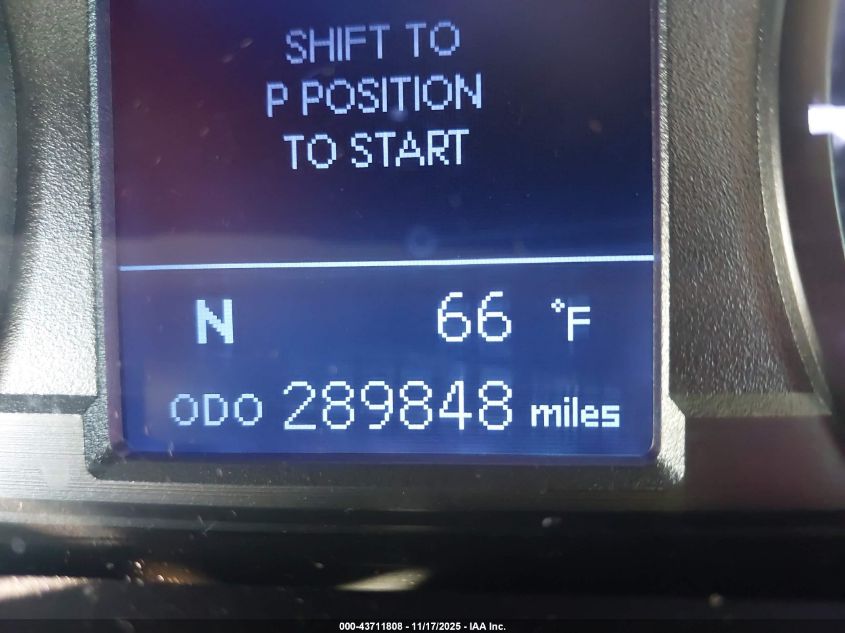 SHIFT TO
P POSITION
TO START
N 66 °F
ODO 289848 miles
000-43711808 - 11/17/2025 - IAA Inc.